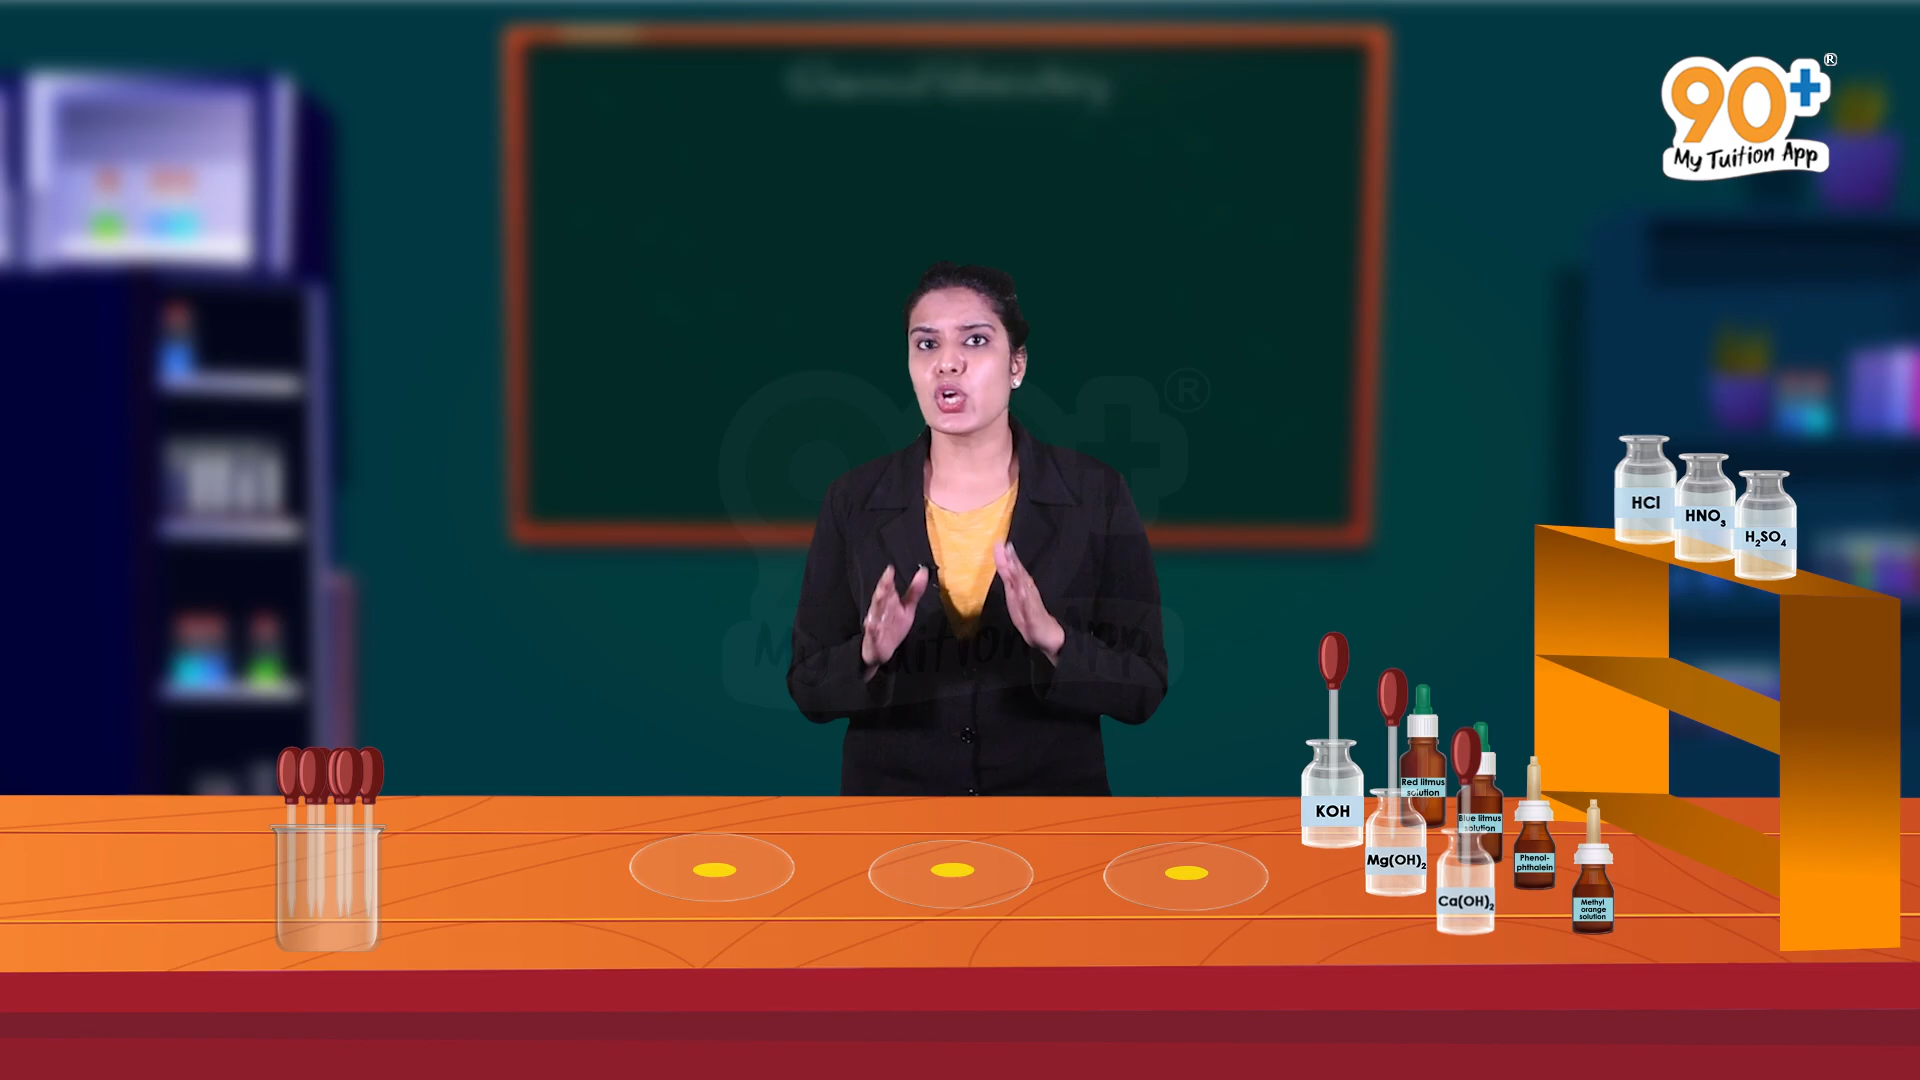 90+®
My Tuition App
HCl
HNO₃
H₂SO₄
KOH
Mg(OH)₂
Ca(OH)₂
Red litmus
solution
Blue litmus
solution
Phenol-
phthalein
Methyl
orange
solution